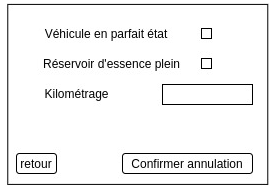 Véhicule en parfait état
Réservoir d'essence plein
Kilométrage
retour
Confirmer annulation